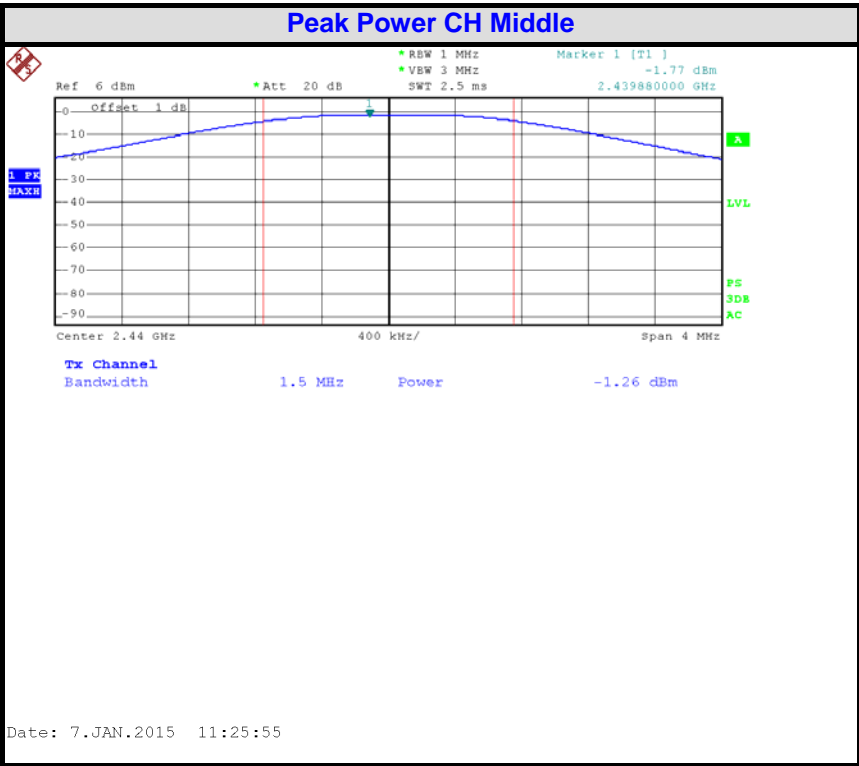 Peak Power CH Middle
R S
* RBW 1 MHz Marker 1 [T1 ]
* VBW 3 MHz -1.77 dBm
Ref 6 dBm * Att 20 dB SWT 2.5 ms 2.439880000 GHz
Offset 1 dB
1
0
-10
-20
-30
-40
-50
-60
-70
-80
-90
1 PK
MAXH
A
LVL
PS
3DB
AC
Center 2.44 GHz 400 kHz/ Span 4 MHz
Tx Channel
Bandwidth 1.5 MHz Power -1.26 dBm
Date: 7.JAN.2015 11:25:55